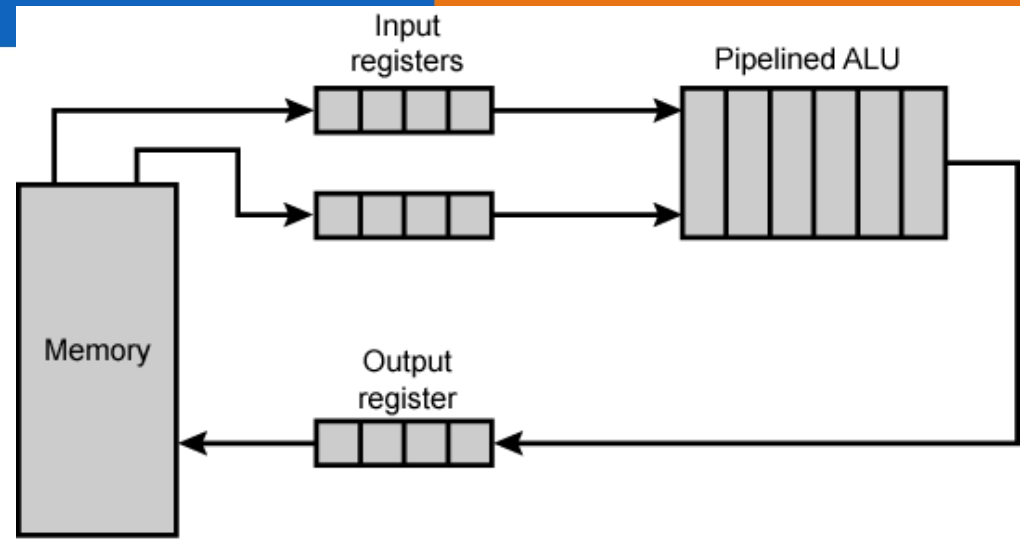 Input
registers
Pipelined ALU
Memory
Output
register